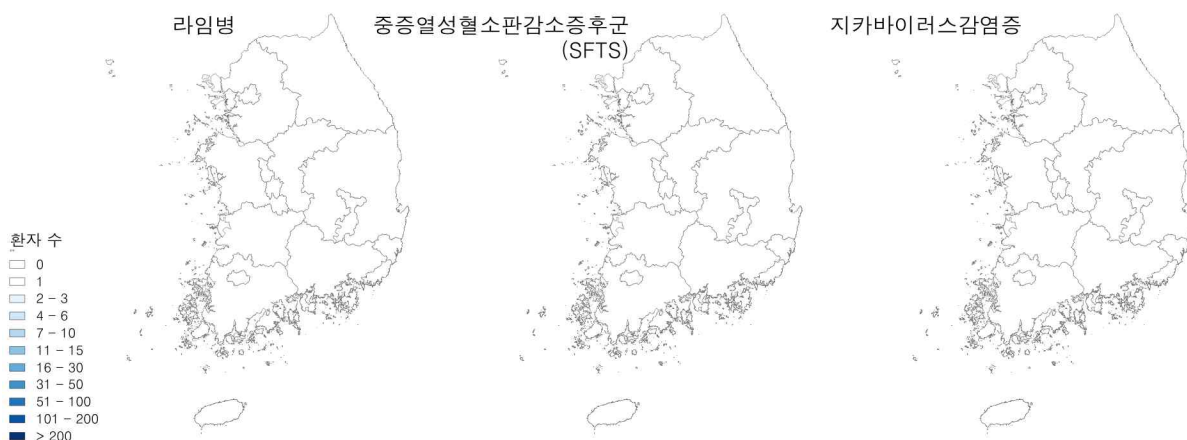 라임병
중증열성혈소판감소증후군
(SFTS)
지카바이러스감염증
환자 수
0
1
2 - 3
4 - 6
7 - 10
11 - 15
16 - 30
31 - 50
51 - 100
101 - 200
> 200